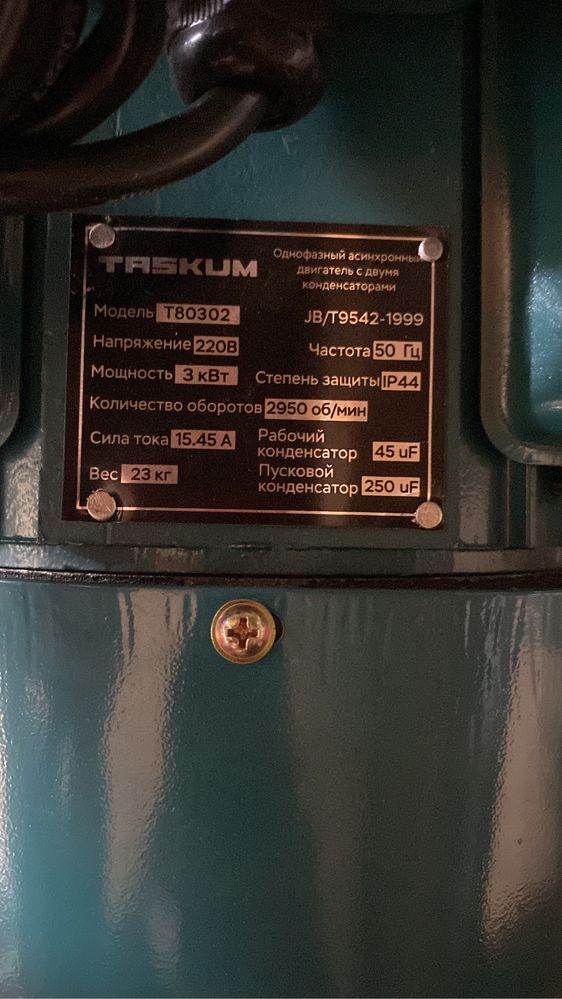 TASKUM
Однофазный асинхронный
двигатель с двумя
конденсаторами
Модель T80302
JB/T9542-1999
Напряжение 220В
Частота 50 Гц
Мощность 3 кВт
Степень защиты IP44
Количество оборотов 2950 об/мин
Сила тока 15.45 А
Рабочий
конденсатор 45 uF
Вес 23 кг
Пусковой
конденсатор 250 uF